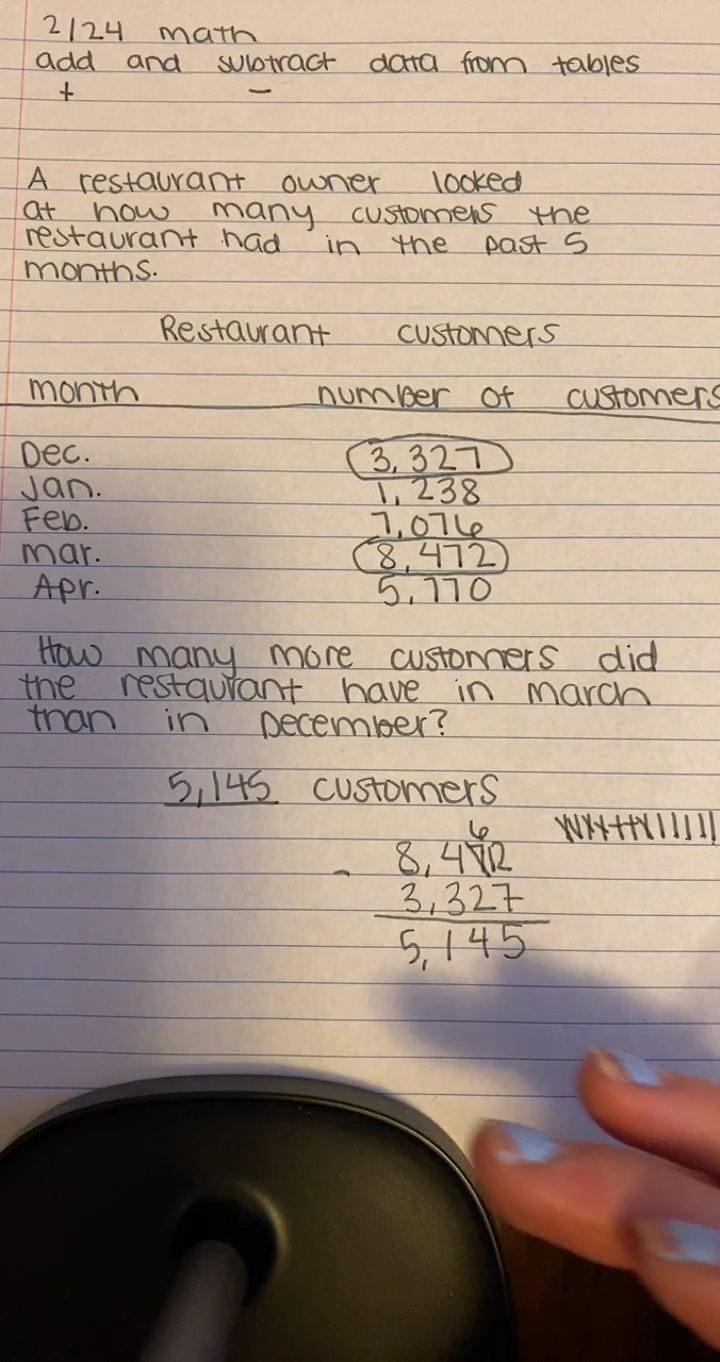 2/24 math
add and subtract data from tables
+ −
A restaurant owner looked
at how many customers the
restaurant had in the past 5
months.
Restaurant customers
month number of customers
Dec. 3,327
Jan. 1,238
Feb. 7,076
mar. 8,472
Apr. 5,770
How many more customers did
the restaurant have in march
than in December?
5,145 customers
6
8,4712
- 3,327
5,145